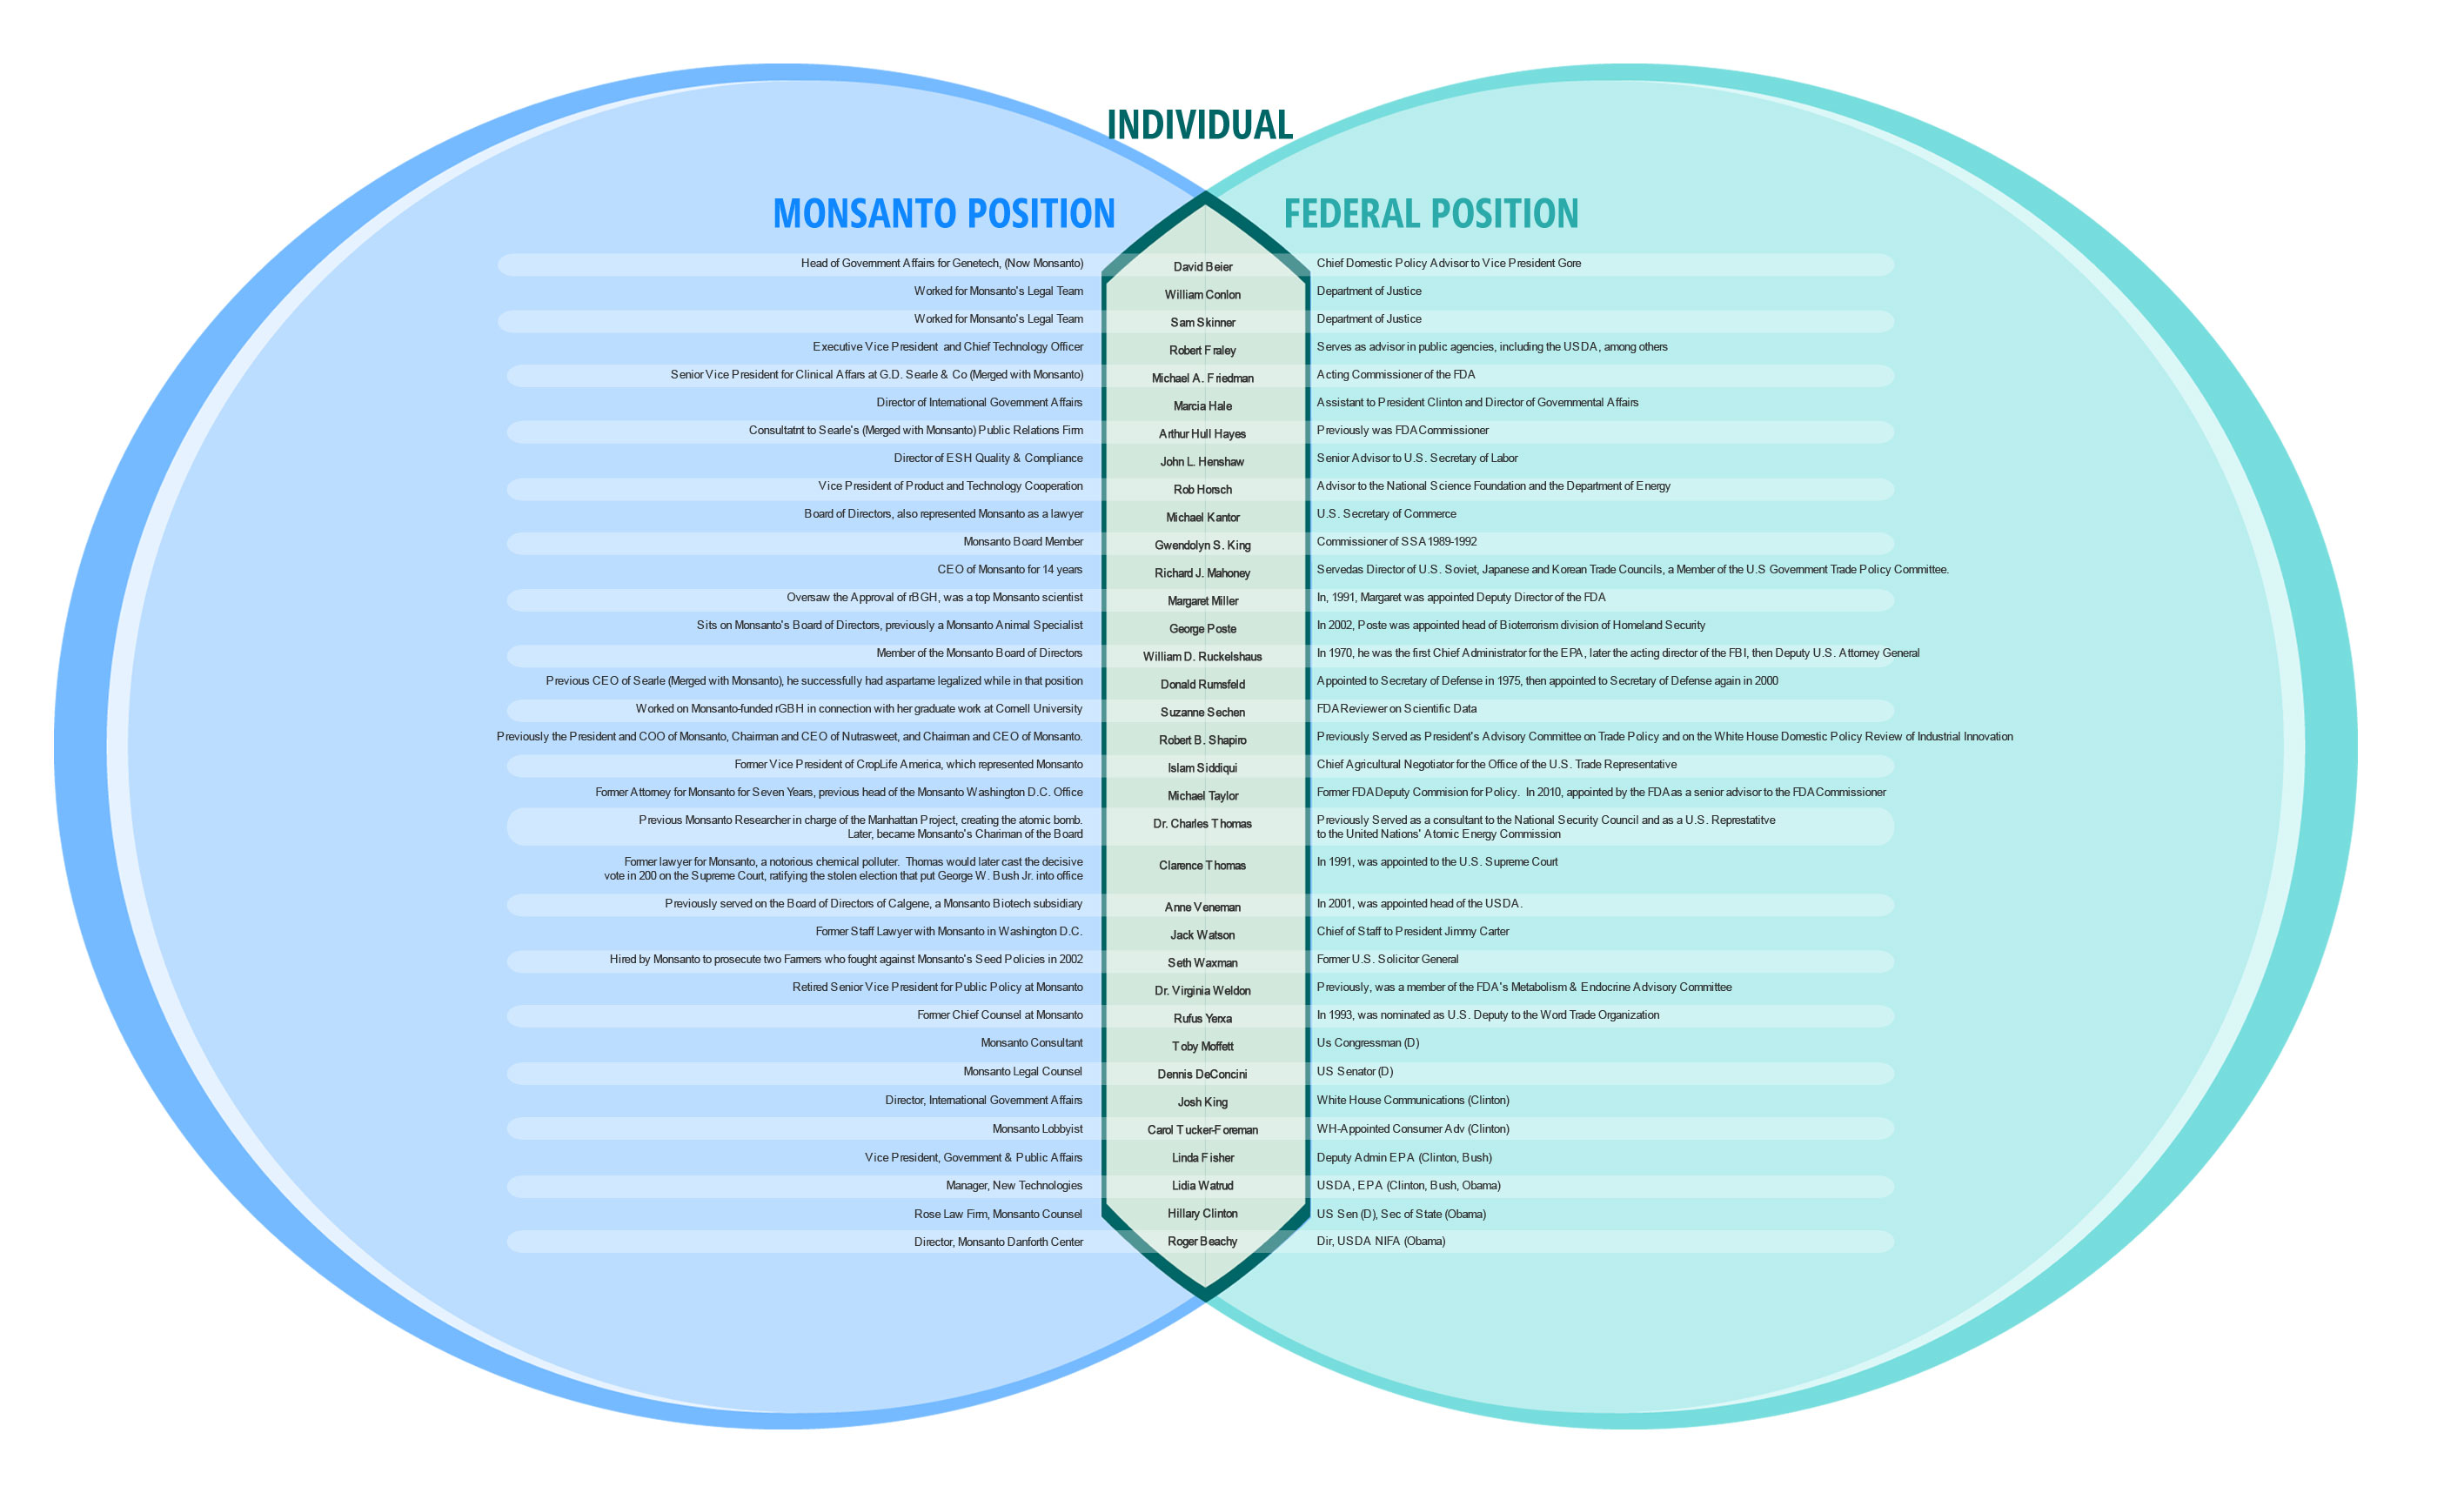 INDIVIDUAL
MONSANTO POSITION FEDERAL POSITION
Head of Government Affairs for Genetech, (Now Monsanto) David Beier Chief Domestic Policy Advisor to Vice President Gore
Worked for Monsanto's Legal Team William Conlon Department of Justice
Worked for Monsanto's Legal Team Sam Skinner Department of Justice
Executive Vice President and Chief Technology Officer Robert Fraley Serves as advisor in public agencies, including the USDA, among others
Senior Vice President for Clinical Affars at G.D. Searle & Co (Merged with Monsanto) Michael A. Friedman Acting Commissioner of the FDA
Director of International Government Affairs Marcia Hale Assistant to President Clinton and Director of Governmental Affairs
Consultatnt to Searle's (Merged with Monsanto) Public Relations Firm Arthur Hull Hayes Previously was FDA Commissioner
Director of ESH Quality & Compliance John L. Henshaw Senior Advisor to U.S. Secretary of Labor
Vice President of Product and Technology Cooperation Rob Horsch Advisor to the National Science Foundation and the Department of Energy
Board of Directors, also represented Monsanto as a lawyer Michael Kantor U.S. Secretary of Commerce
Monsanto Board Member Gwendolyn S. King Commissioner of SSA 1989-1992
CEO of Monsanto for 14 years Richard J. Mahoney Servedas Director of U.S. Soviet, Japanese and Korean Trade Councils, a Member of the U.S Government Trade Policy Committee.
Oversaw the Approval of rBGH, was a top Monsanto scientist Margaret Miller In, 1991, Margaret was appointed Deputy Director of the FDA
Sits on Monsanto's Board of Directors, previously a Monsanto Animal Specialist George Poste In 2002, Poste was appointed head of Bioterrorism division of Homeland Security
Member of the Monsanto Board of Directors William D. Ruckelshaus In 1970, he was the first Chief Administrator for the EPA, later the acting director of the FBI, then Deputy U.S. Attorney General
Previous CEO of Searle (Merged with Monsanto), he successfully had aspartame legalized while in that position Donald Rumsfeld Appointed to Secretary of Defense in 1975, then appointed to Secretary of Defense again in 2000
Worked on Monsanto-funded rGBH in connection with her graduate work at Cornell University Suzanne Sechen FDA Reviewer on Scientific Data
Previously the President and COO of Monsanto, Chairman and CEO of Nutrasweet, and Chairman and CEO of Monsanto. Robert B. Shapiro Previously Served as President's Advisory Committee on Trade Policy and on the White House Domestic Policy Review of Industrial Innovation
Former Vice President of CropLife America, which represented Monsanto Islam Siddiqui Chief Agricultural Negotiator for the Office of the U.S. Trade Representative
Former Attorney for Monsanto for Seven Years, previous head of the Monsanto Washington D.C. Office Michael Taylor Former FDA Deputy Commision for Policy. In 2010, appointed by the FDA as a senior advisor to the FDA Commissioner
Previous Monsanto Researcher in charge of the Manhattan Project, creating the atomic bomb. Dr. Charles Thomas Previously Served as a consultant to the National Security Council and as a U.S. Represtatitve
Later, became Monsanto's Chariman of the Board to the United Nations' Atomic Energy Commission
Former lawyer for Monsanto, a notorious chemical polluter. Thomas would later cast the decisive Clarence Thomas In 1991, was appointed to the U.S. Supreme Court
vote in 200 on the Supreme Court, ratifying the stolen election that put George W. Bush Jr. into office
Previously served on the Board of Directors of Calgene, a Monsanto Biotech subsidiary Anne Veneman In 2001, was appointed head of the USDA.
Former Staff Lawyer with Monsanto in Washington D.C. Jack Watson Chief of Staff to President Jimmy Carter
Hired by Monsanto to prosecute two Farmers who fought against Monsanto's Seed Policies in 2002 Seth Waxman Former U.S. Solicitor General
Retired Senior Vice President for Public Policy at Monsanto Dr. Virginia Weldon Previously, was a member of the FDA's Metabolism & Endocrine Advisory Committee
Former Chief Counsel at Monsanto Rufus Yerxa In 1993, was nominated as U.S. Deputy to the Word Trade Organization
Monsanto Consultant Toby Moffett Us Congressman (D)
Monsanto Legal Counsel Dennis DeConcini US Senator (D)
Director, International Government Affairs Josh King White House Communications (Clinton)
Monsanto Lobbyist Carol Tucker-Foreman WH-Appointed Consumer Adv (Clinton)
Vice President, Government & Public Affairs Linda Fisher Deputy Admin EPA (Clinton, Bush)
Manager, New Technologies Lidia Watrud USDA, EPA (Clinton, Bush, Obama)
Rose Law Firm, Monsanto Counsel Hillary Clinton US Sen (D), Sec of State (Obama)
Director, Monsanto Danforth Center Roger Beachy Dir, USDA NIFA (Obama)